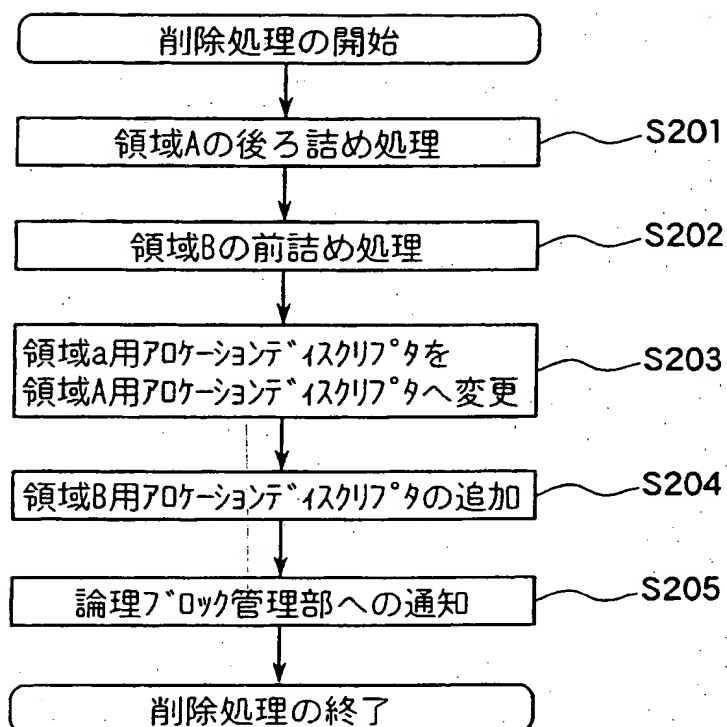 削除処理の開始
領域Aの後ろ詰め処理
S201
領域Bの前詰め処理
S202
領域a用ｱﾛｹｰｼｮﾝﾃﾞｨｽｸﾘﾌﾟﾀを
領域A用ｱﾛｹｰｼｮﾝﾃﾞｨｽｸﾘﾌﾟﾀへ変更
S203
領域B用ｱﾛｹｰｼｮﾝﾃﾞｨｽｸﾘﾌﾟﾀの追加
S204
論理ﾌﾞﾛｯｸ管理部への通知
S205
削除処理の終了